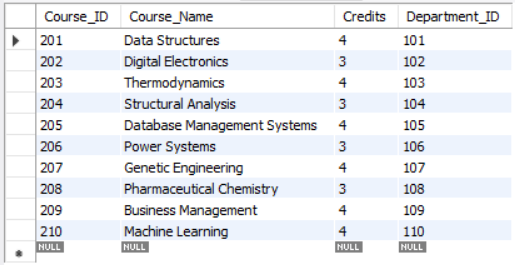 Course_ID Course_Name Credits Department_ID
201 Data Structures 4 101
202 Digital Electronics 3 102
203 Thermodynamics 4 103
204 Structural Analysis 3 104
205 Database Management Systems 4 105
206 Power Systems 3 106
207 Genetic Engineering 4 107
208 Pharmaceutical Chemistry 3 108
209 Business Management 4 109
210 Machine Learning 4 110
NULL NULL NULL NULL